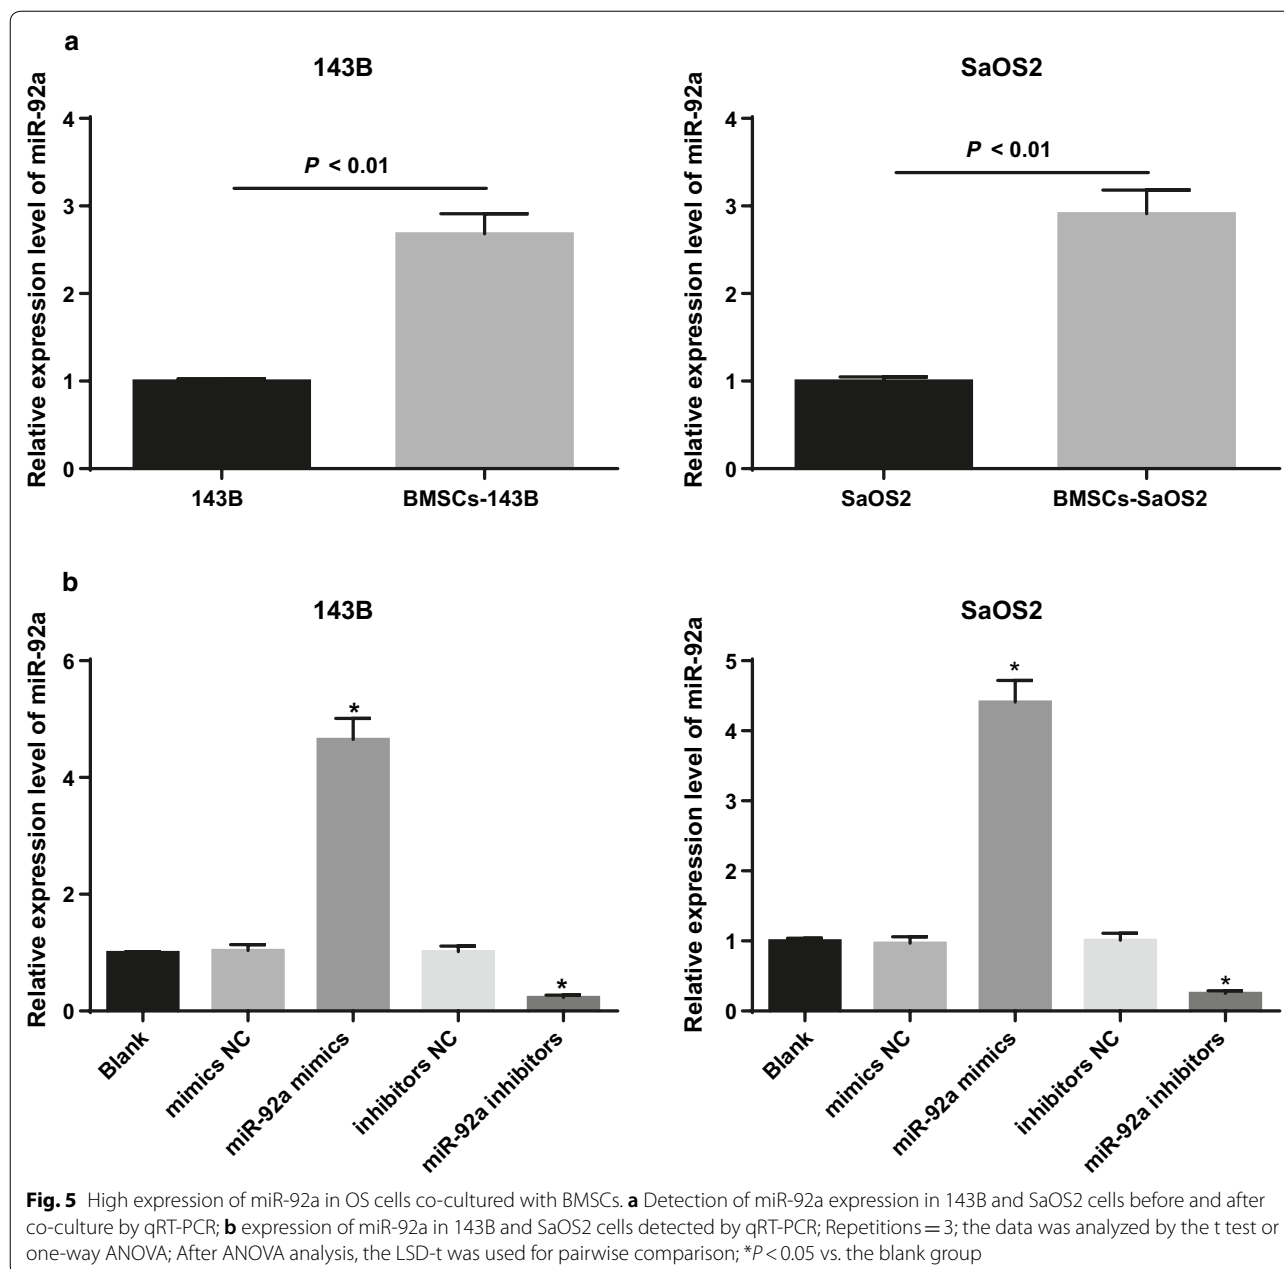 a
143B
Relative expression level of miR-92a
4
3
2
1
0
P < 0.01
143B
BMSCs-143B
SaOS2
Relative expression level of miR-92a
4
3
2
1
0
P < 0.01
SaOS2
BMSCs-SaOS2
b
143B
Relative expression level of miR-92a
6
4
2
0
*
*
Blank
mimics NC
miR-92a mimics
inhibitors NC
miR-92a inhibitors
SaOS2
Relative expression level of miR-92a
5
4
3
2
1
0
*
*
Blank
mimics NC
miR-92a mimics
inhibitors NC
miR-92a inhibitors
Fig. 5 High expression of miR-92a in OS cells co-cultured with BMSCs. a Detection of miR-92a expression in 143B and SaOS2 cells before and after
co-culture by qRT-PCR; b expression of miR-92a in 143B and SaOS2 cells detected by qRT-PCR; Repetitions = 3; the data was analyzed by the t test or
one-way ANOVA; After ANOVA analysis, the LSD-t was used for pairwise comparison; *P < 0.05 vs. the blank group